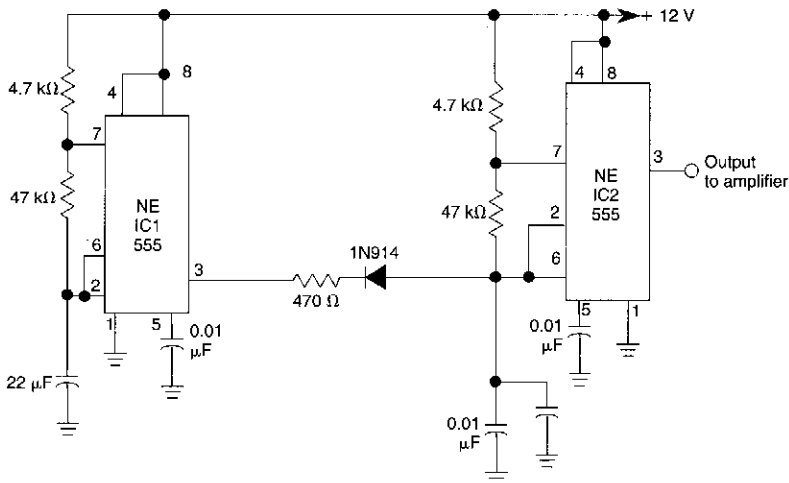 + 12 V
4.7 kΩ
4
8
7
47 kΩ
NE
IC1
555
6
2
3
1
5
0.01
µF
22 µF
470 Ω
1N914
4.7 kΩ
4
8
7
47 kΩ
NE
IC2
555
2
6
3
Output
to amplifier
5
1
0.01
µF
0.01
µF